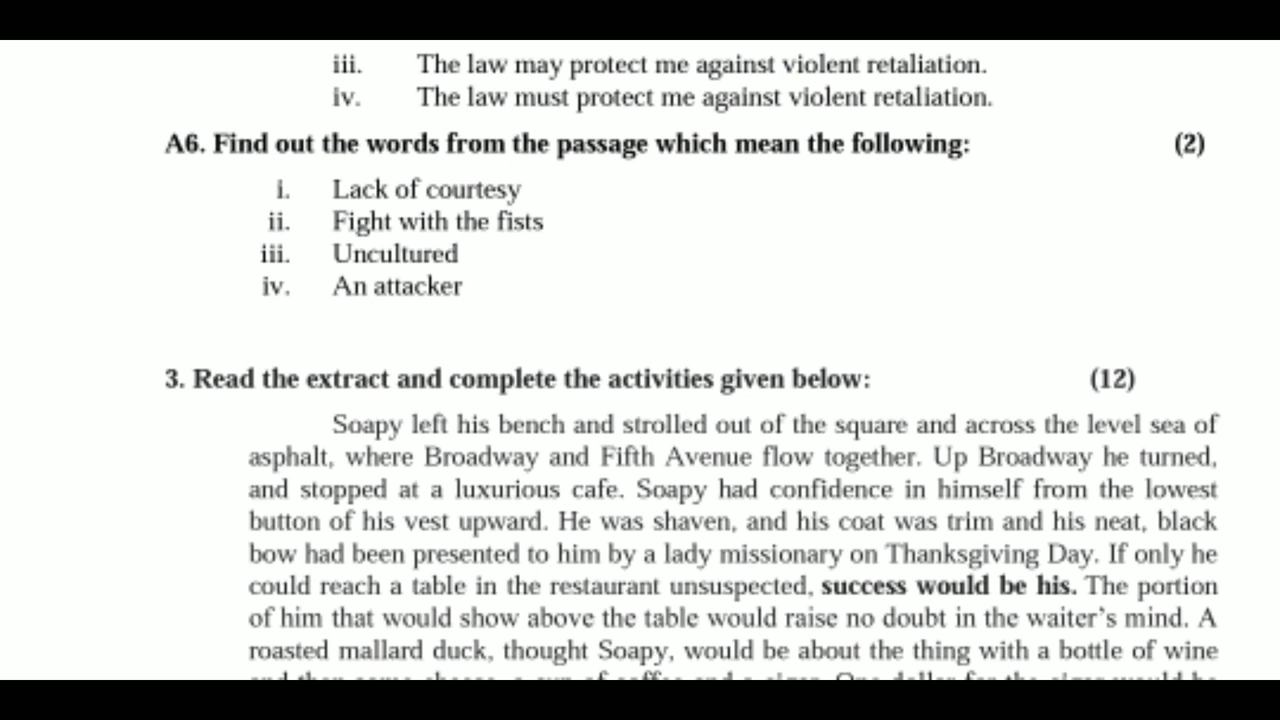 iii. The law may protect me against violent retaliation.
iv. The law must protect me against violent retaliation.
A6. Find out the words from the passage which mean the following: (2)
i. Lack of courtesy
ii. Fight with the fists
iii. Uncultured
iv. An attacker
3. Read the extract and complete the activities given below: (12)
Soapy left his bench and strolled out of the square and across the level sea of
asphalt, where Broadway and Fifth Avenue flow together. Up Broadway he turned,
and stopped at a luxurious cafe. Soapy had confidence in himself from the lowest
button of his vest upward. He was shaven, and his coat was trim and his neat, black
bow had been presented to him by a lady missionary on Thanksgiving Day. If only he
could reach a table in the restaurant unsuspected, success would be his. The portion
of him that would show above the table would raise no doubt in the waiter's mind. A
roasted mallard duck, thought Soapy, would be about the thing with a bottle of wine